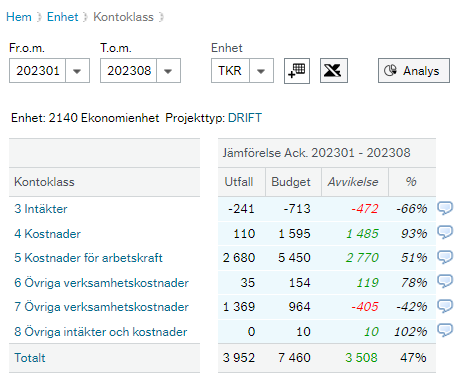 Hem Enhet Kontoklass
Fr.o.m. T.o.m. Enhet
202301 202308 TKR Analys
Enhet: 2140 Ekonomienhet Projekttyp: DRIFT
Jämförelse Ack. 202301 - 202308
Kontoklass Utfall Budget Avvikelse %
3 Intäkter -241 -713 -472 -66%
4 Kostnader 110 1 595 1 485 93%
5 Kostnader för arbetskraft 2 680 5 450 2 770 51%
6 Övriga verksamhetskostnader 35 154 119 78%
7 Övriga verksamhetskostnader 1 369 964 -405 -42%
8 Övriga intäkter och kostnader 0 10 10 102%
Totalt 3 952 7 460 3 508 47%